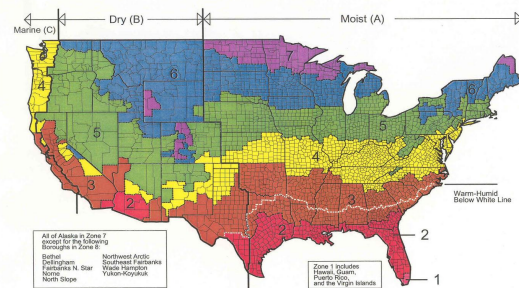 Dry (B)
Moist (A)
Marine (C)
7
6
6
6
4
5
5
4
3
3
2
2
2
1
Warm-Humid
Below White Line
All of Alaska in Zone 7
except for the following
Boroughs in Zone 8:
Bethel Northwest Arctic
Dellingham Southeast Fairbanks
Fairbanks N. Star Wade Hampton
Nome Yukon-Koyukuk
North Slope
Zone 1 includes
Hawaii, Guam,
Puerto Rico,
and the Virgin Islands